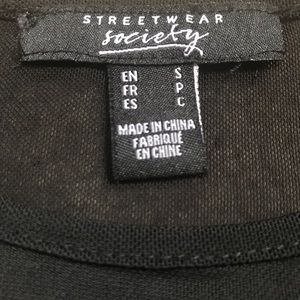 STREETWEAR
society
EN S
FR P
ES C
MADE IN CHINA
FABRIQUÉ
EN CHINE